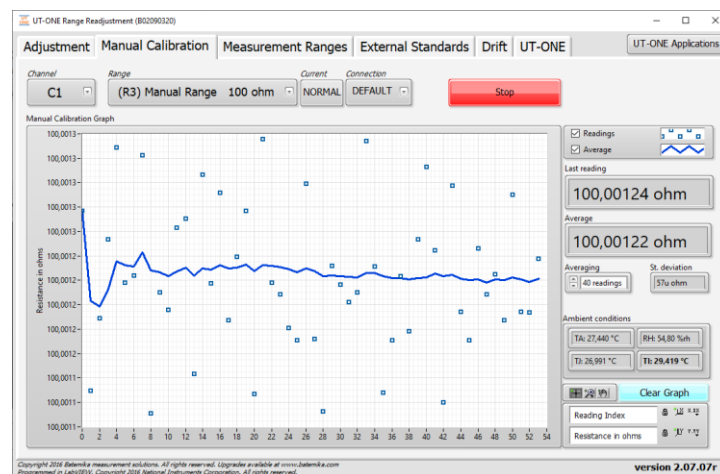 UT-ONE Range Readjustment (B02090320)
Adjustment Manual Calibration Measurement Ranges External Standards Drift UT-ONE UT-ONE Applications
Channel Range Current Connection
C1 (R3) Manual Range 100 ohm NORMAL DEFAULT Stop
Manual Calibration Graph
Readings
Average
Last reading
100,00124 ohm
Average
100,00122 ohm
Averaging St. deviation
40 readings 57u ohm
Ambient conditions
TA: 27,440 °C RH: 54,80 %rh
TJ: 26,991 °C TI: 29,419 °C
Clear Graph
Reading Index
Resistance in ohms
Resistance in ohms
100,0013
100,0013
100,0013
100,0013
100,0012
100,0012
100,0012
100,0012
100,0012
100,0012
100,0011
100,0011
100,0011
0 2 4 6 8 10 12 14 16 18 20 22 24 26 28 30 32 34 36 38 40 42 44 46 48 50 52 54
Copyright 2016 Batemika measurement solutions. All rights reserved. Upgrades available at www.batemika.com
Programmed in LabVIEW. Copyright 2016 National Instruments Corporation. All Rights Reserved.
version 2.07.07r